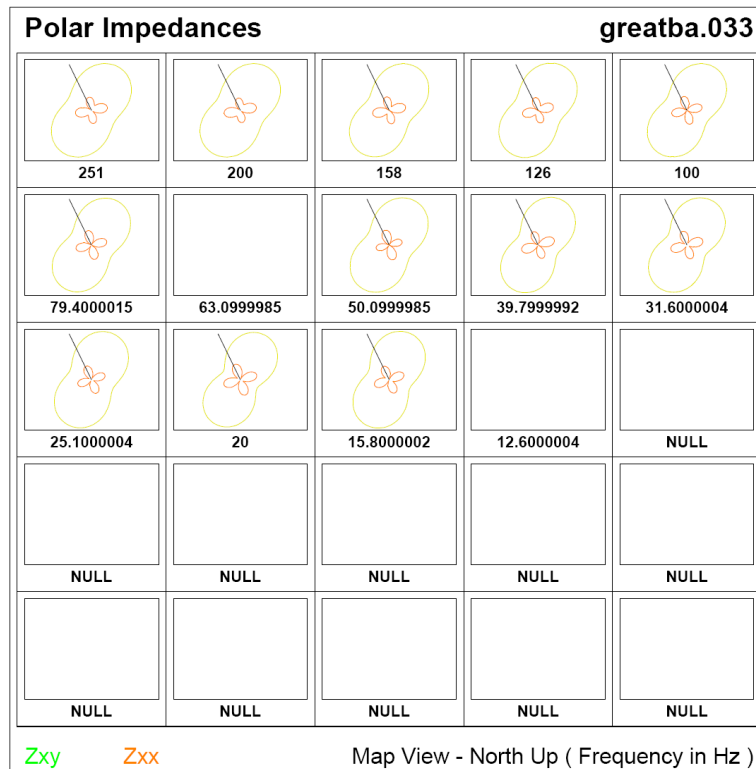 Polar Impedances greatba.033
251 200 158 126 100
79.4000015 63.0999985 50.0999985 39.7999992 31.6000004
25.1000004 20 15.8000002 12.6000004 NULL
NULL NULL NULL NULL NULL
NULL NULL NULL NULL NULL
Zxy Zxx Map View - North Up ( Frequency in Hz )